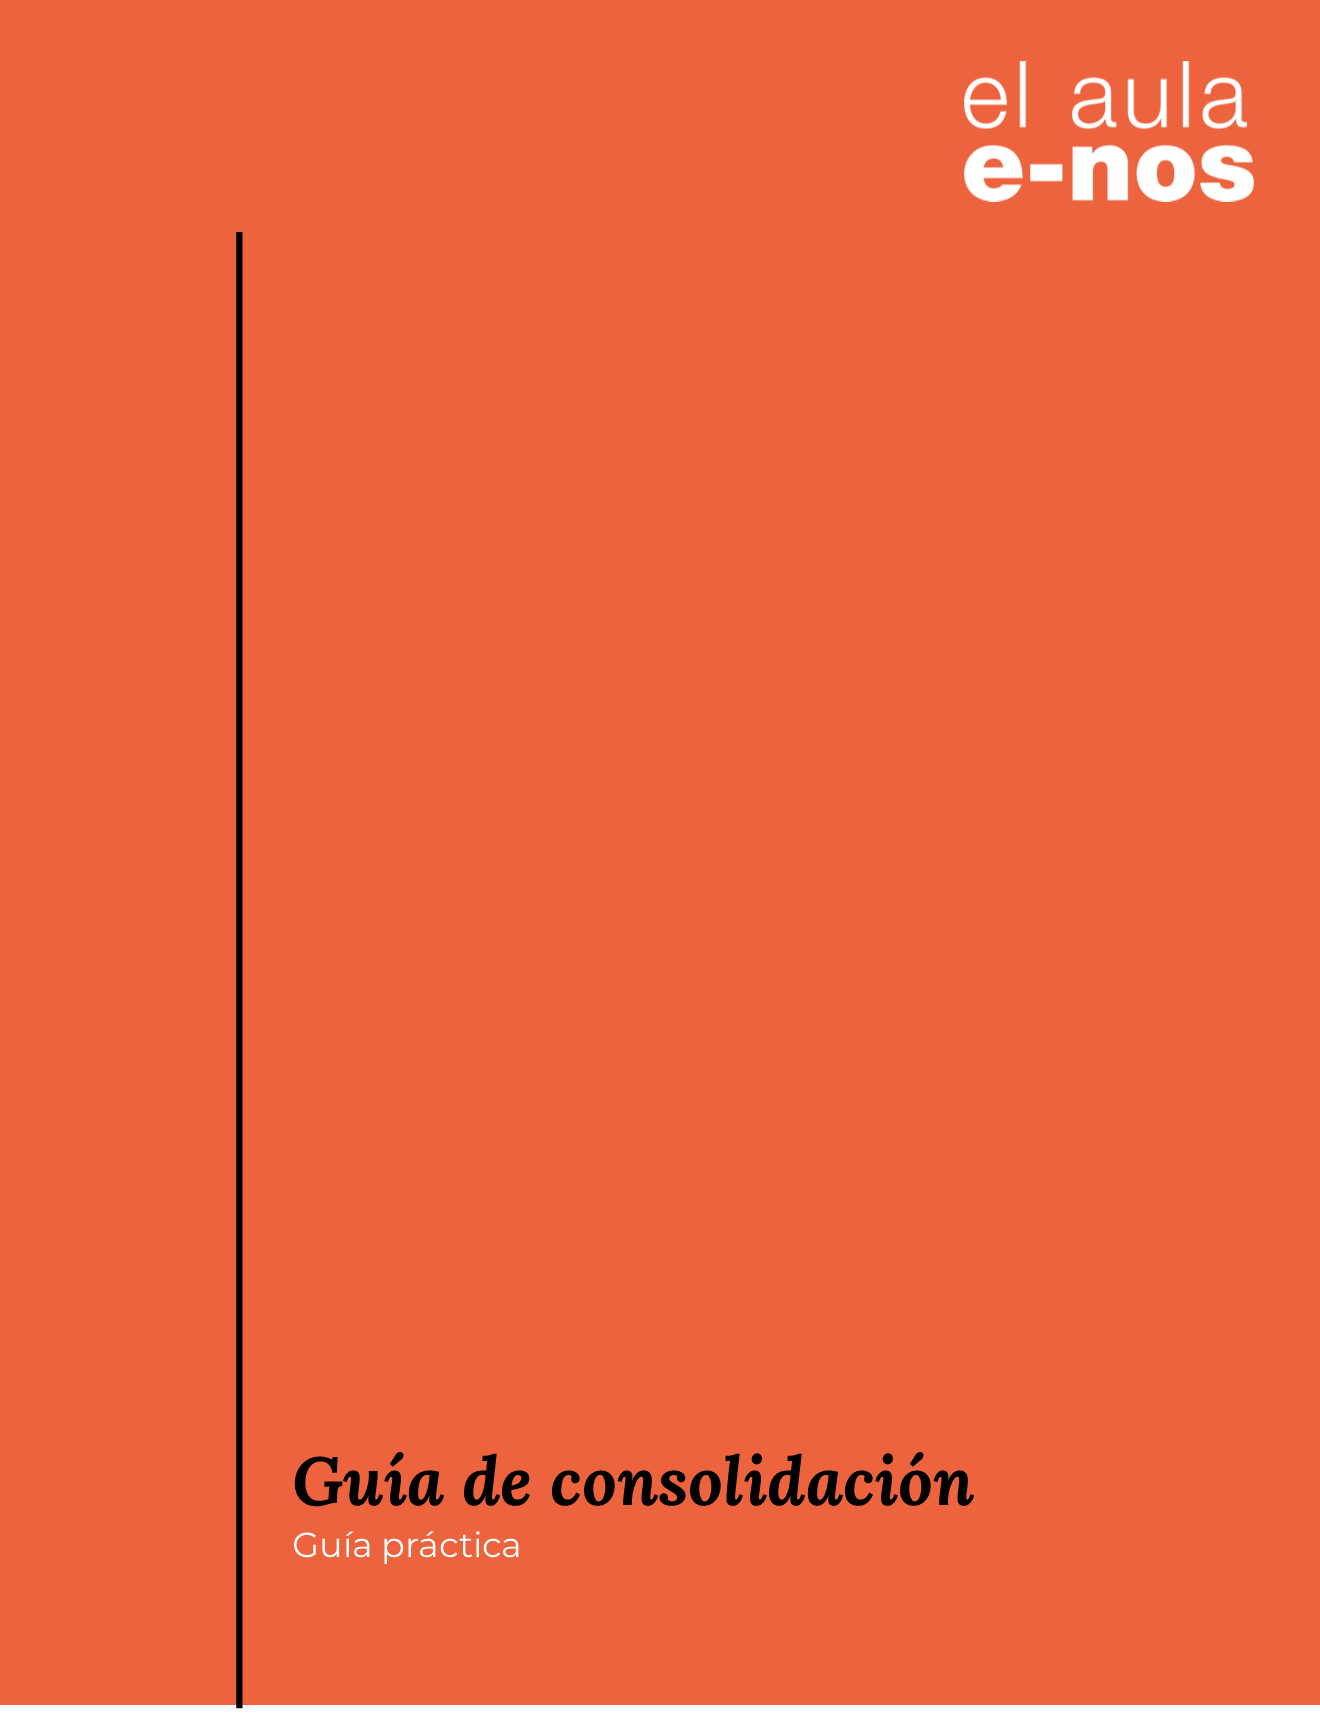 el aula
e-nos
Guía de consolidación
Guía práctica